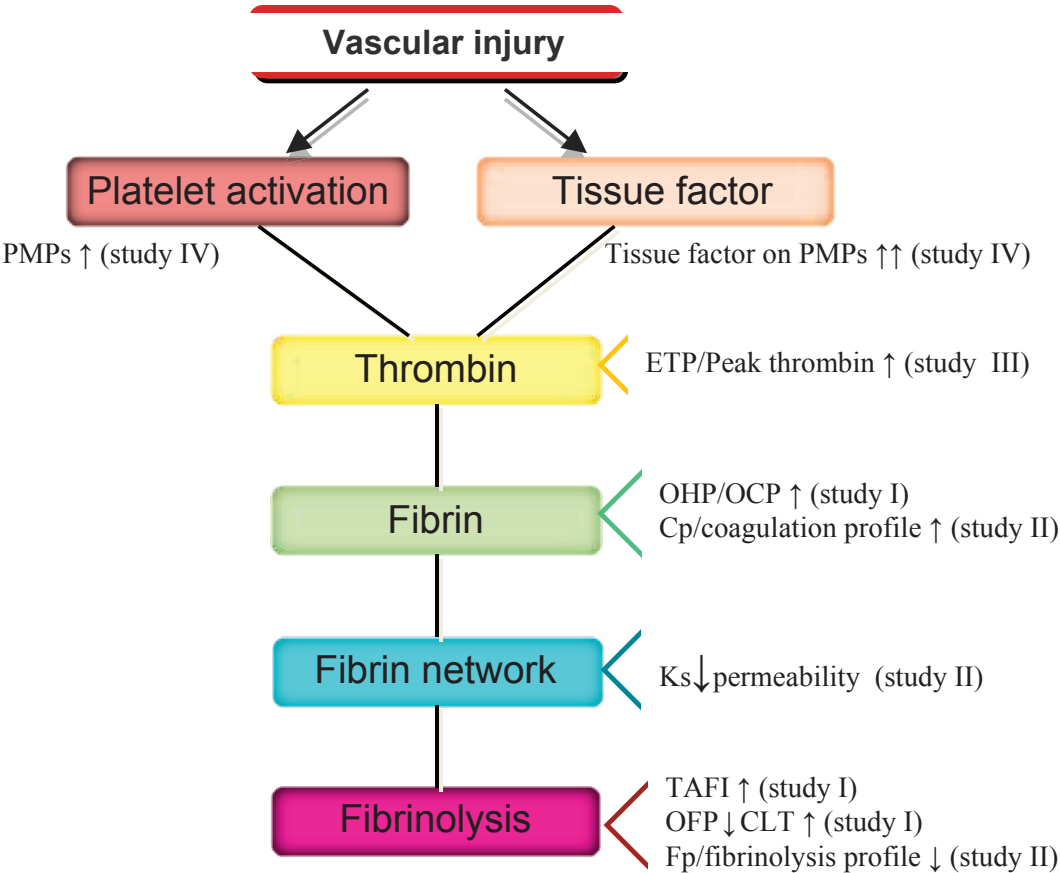 Vascular injury
Platelet activation
Tissue factor
PMPs ↑ (study IV)
Tissue factor on PMPs ↑↑ (study IV)
Thrombin
ETP/Peak thrombin ↑ (study III)
Fibrin
OHP/OCP ↑ (study I)
Cp/coagulation profile ↑ (study II)
Fibrin network
Ks↓permeability (study II)
Fibrinolysis
TAFI ↑ (study I)
OFP ↓ CLT ↑ (study I)
Fp/fibrinolysis profile ↓ (study II)